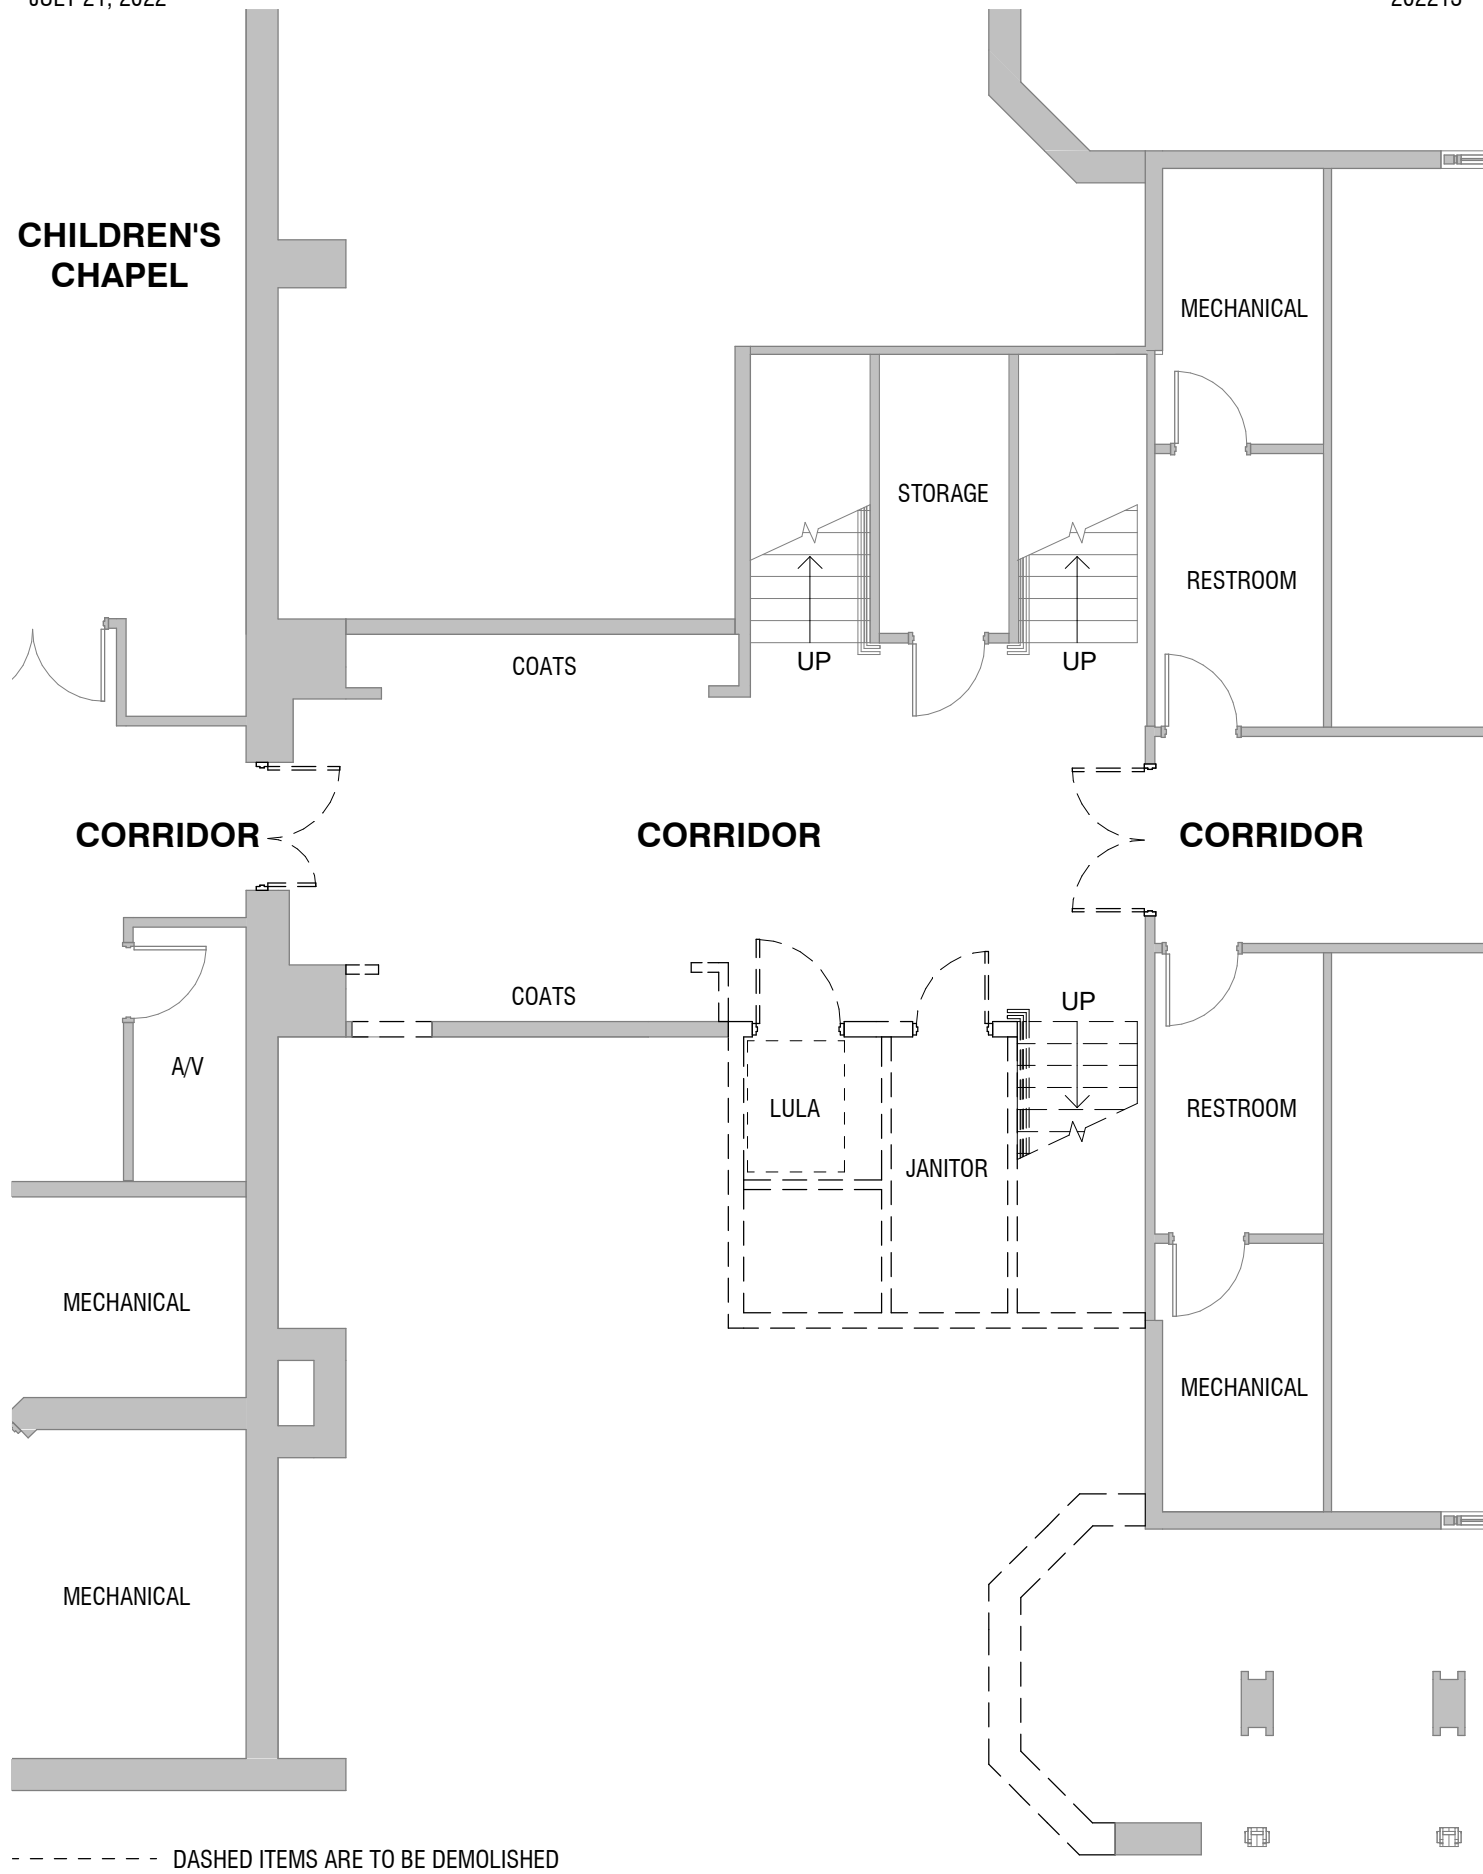 CHILDREN'S
CHAPEL
MECHANICAL
STORAGE
RESTROOM
COATS
UP
UP
CORRIDOR
CORRIDOR
CORRIDOR
COATS
UP
A/V
LULA
RESTROOM
JANITOR
MECHANICAL
MECHANICAL
MECHANICAL
DASHED ITEMS ARE TO BE DEMOLISHED